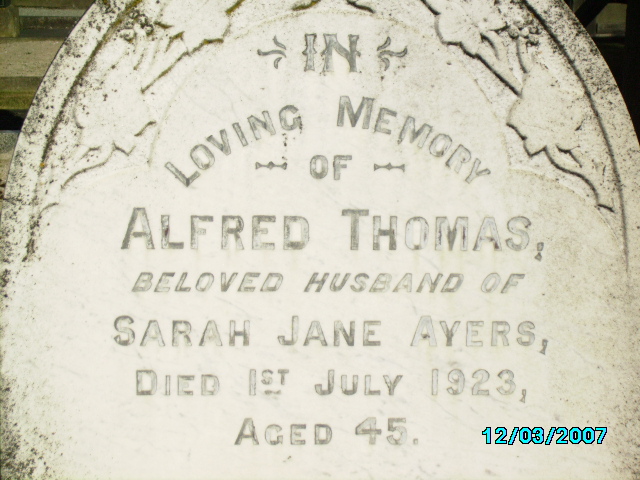 IN
LOVING MEMORY
OF
ALFRED THOMAS,
BELOVED HUSBAND OF
SARAH JANE AYERS,
DIED 1ST JULY 1923,
AGED 45.
12/03/2007